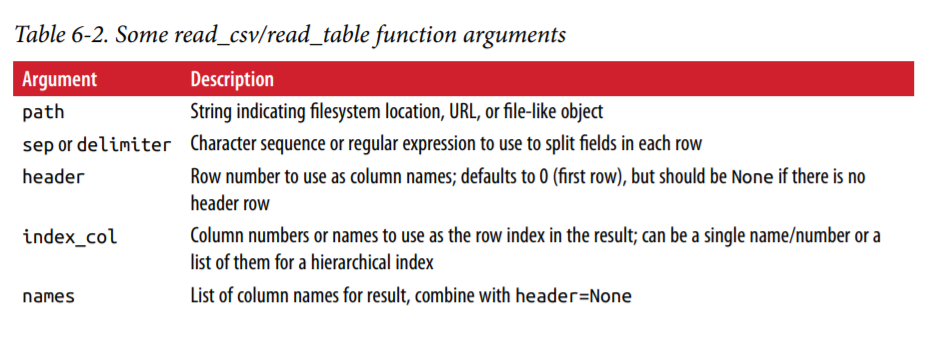 Table 6-2. Some read_csv/read_table function arguments
Argument Description
path String indicating filesystem location, URL, or file-like object
sep or delimiter Character sequence or regular expression to use to split fields in each row
header Row number to use as column names; defaults to 0 (first row), but should be None if there is no
header row
index_col Column numbers or names to use as the row index in the result; can be a single name/number or a
list of them for a hierarchical index
names List of column names for result, combine with header=None